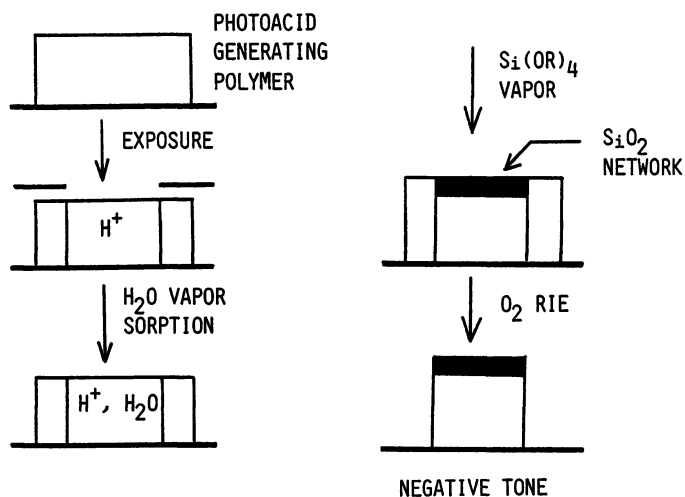 PHOTOACID
GENERATING
POLYMER
EXPOSURE
H⁺
H₂O VAPOR
SORPTION
H⁺, H₂O
Si(OR)₄
VAPOR
SiO₂
NETWORK
O₂ RIE
NEGATIVE TONE